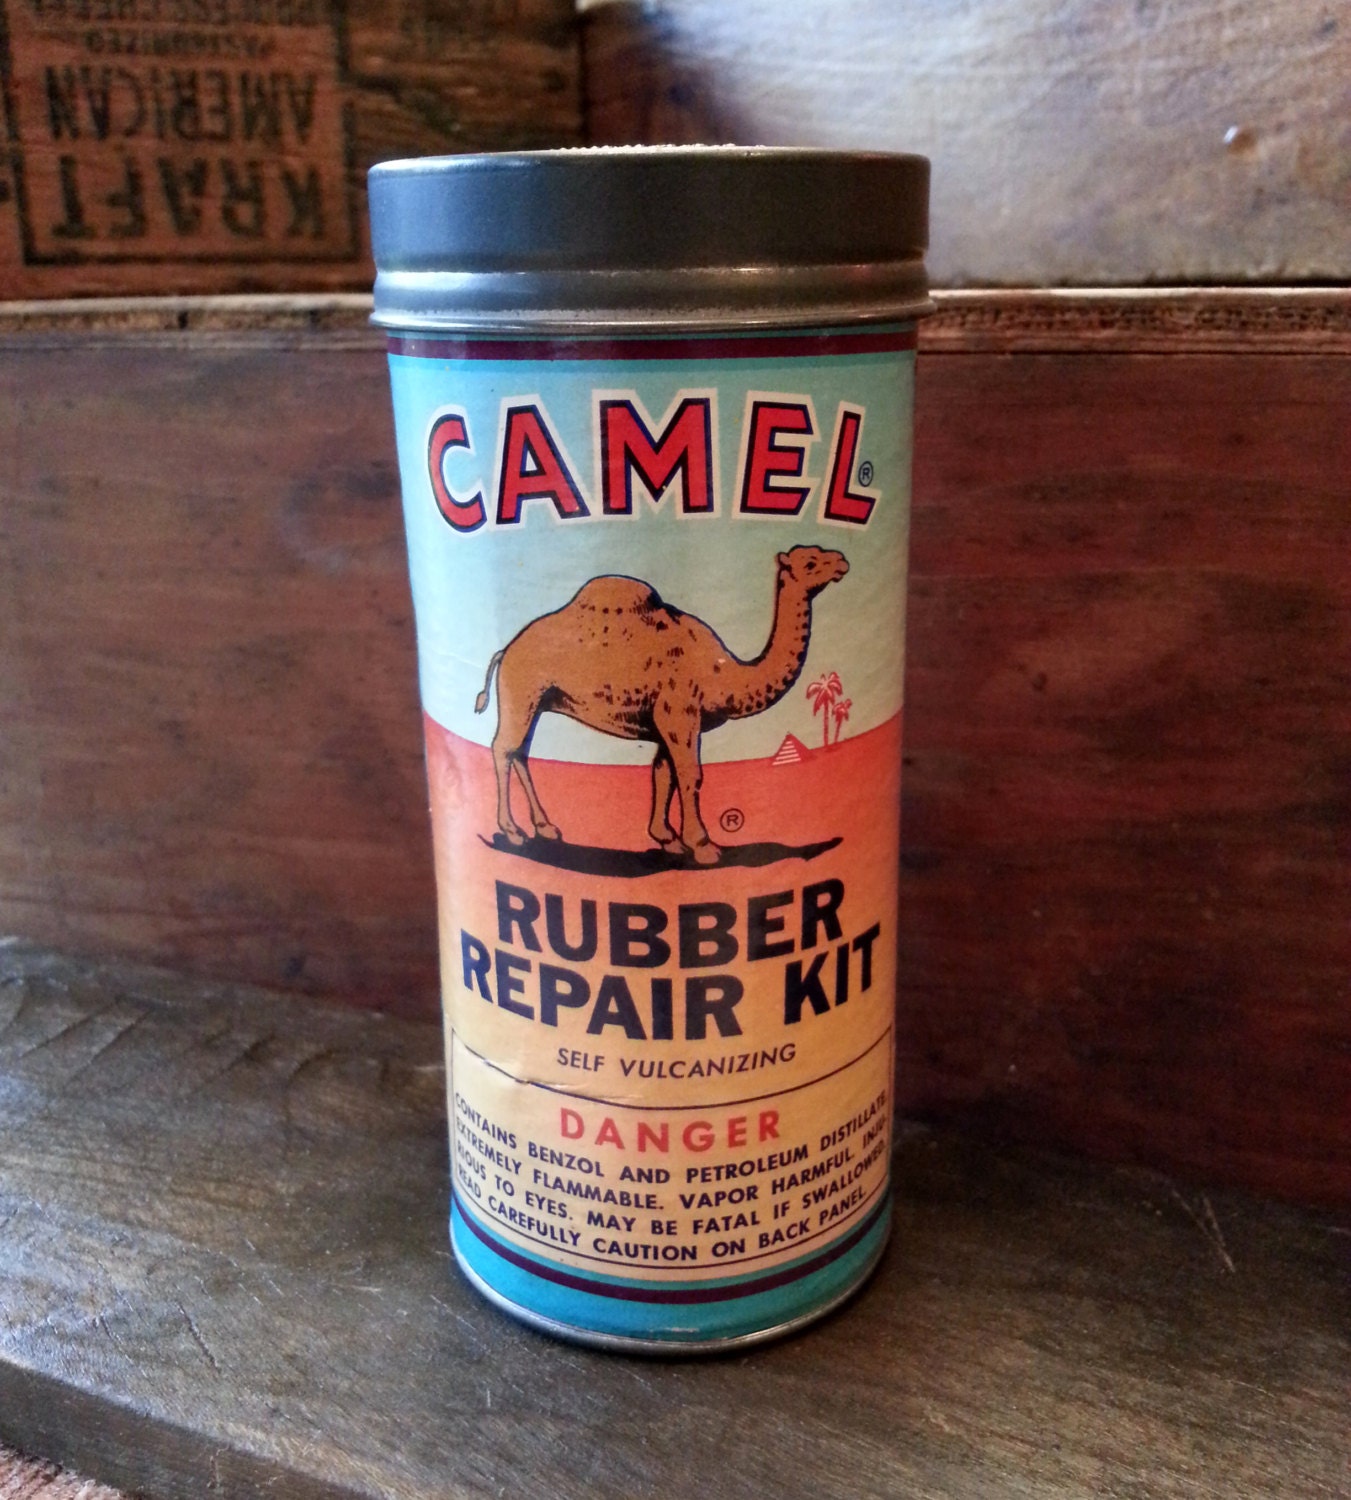 KRAFT
AMERICAN
PASTEURIZED
CAMEL®
®
RUBBER
REPAIR KIT
SELF VULCANIZING
DANGER
CONTAINS BENZOL AND PETROLEUM DISTILLATE.
EXTREMELY FLAMMABLE. VAPOR HARMFUL. INJU-
RIOUS TO EYES. MAY BE FATAL IF SWALLOWED.
READ CAREFULLY CAUTION ON BACK PANEL.